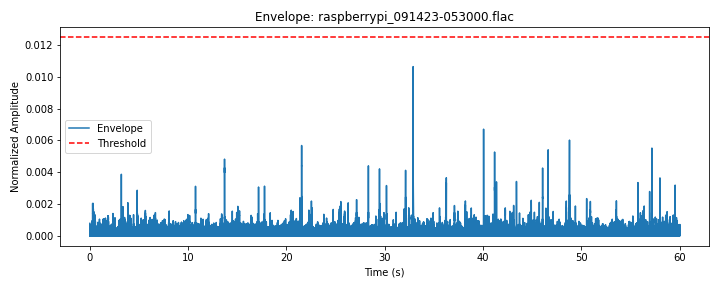 Envelope: raspberrypi_091423-053000.flac
Normalized Amplitude
0.012
0.010
0.008
0.006
0.004
0.002
0.000
Envelope
Threshold
0 10 20 30 40 50 60
Time (s)